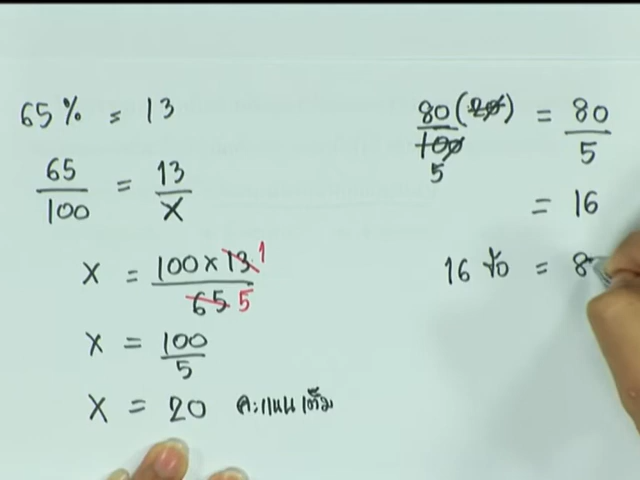 65% = 13
65/100 = 13/X
X = 100 x 13 1/65 5
X = 100/5
X = 20 คะแนนเต็ม
80(20)/100 5 = 80/5
= 16
16 ข้อ = 8